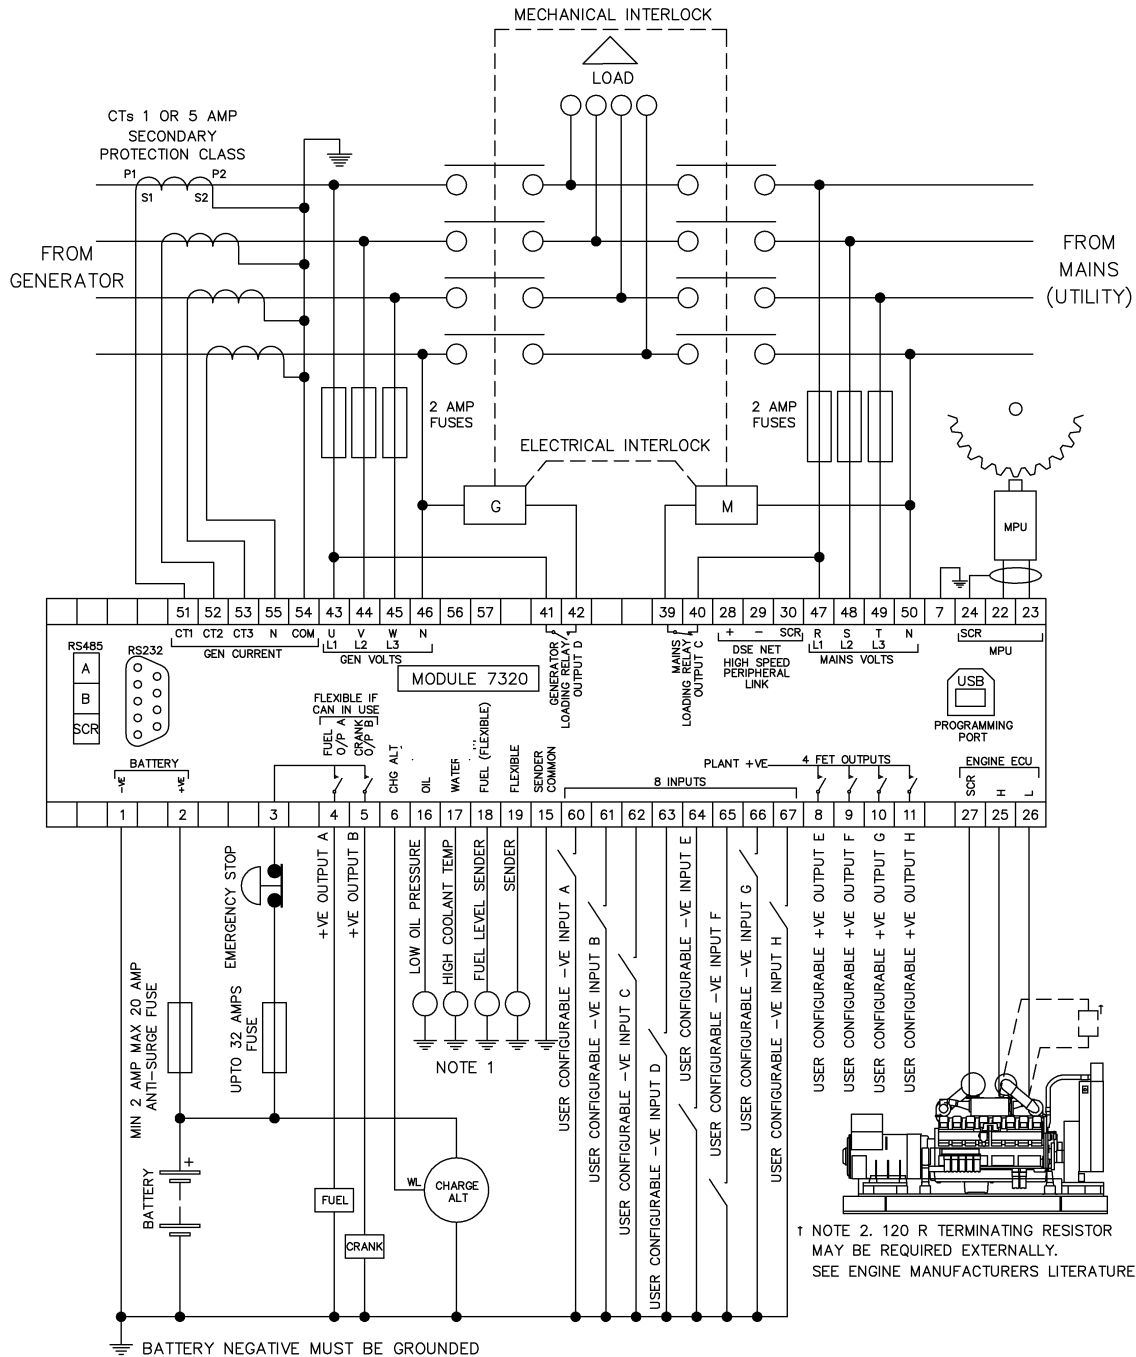 MECHANICAL INTERLOCK
LOAD
CTs 1 OR 5 AMP
SECONDARY
PROTECTION CLASS
P1
P2
S1
S2
FROM
GENERATOR
FROM
MAINS
(UTILITY)
2 AMP
FUSES
2 AMP
FUSES
ELECTRICAL INTERLOCK
G
M
MPU
51 52 53 55 54 43 44 45 46 56 57 41 42 39 40 28 29 30 47 48 49 50 7 24 22 23
CT1 CT2 CT3 N COM
GEN CURRENT
U V W N
L1 L2 L3
GEN VOLTS
GENERATOR
LOADING RELAY
OUTPUT D
MAINS
LOADING RELAY
OUTPUT C
+ − SCR
DSE NET
HIGH SPEED
PERIPHERAL
LINK
R S T N
L1 L2 L3
MAINS VOLTS
SCR
MPU
RS485
A
B
SCR
RS232
MODULE 7320
USB
PROGRAMMING
PORT
FLEXIBLE IF
CAN IN USE
FUEL
O/P A
CRANK
O/P B
CHG ALT
OIL
WATER
FUEL (FLEXIBLE)
FLEXIBLE
SENDER
COMMON
BATTERY
-VE
+VE
8 INPUTS
PLANT +VE
4 FET OUTPUTS
ENGINE ECU
SCR
H
L
1 2 3 4 5 6 16 17 18 19 15 60 61 62 63 64 65 66 67 8 9 10 11 27 25 26
EMERGENCY STOP
+VE OUTPUT A
+VE OUTPUT B
LOW OIL PRESSURE
HIGH COOLANT TEMP
FUEL LEVEL SENDER
SENDER
NOTE 1
USER CONFIGURABLE -VE INPUT A
USER CONFIGURABLE -VE INPUT B
USER CONFIGURABLE -VE INPUT C
USER CONFIGURABLE -VE INPUT D
USER CONFIGURABLE -VE INPUT E
USER CONFIGURABLE -VE INPUT F
USER CONFIGURABLE -VE INPUT G
USER CONFIGURABLE -VE INPUT H
USER CONFIGURABLE +VE OUTPUT E
USER CONFIGURABLE +VE OUTPUT F
USER CONFIGURABLE +VE OUTPUT G
USER CONFIGURABLE +VE OUTPUT H
MIN 2 AMP MAX 20 AMP
ANTI-SURGE FUSE
UPTO 32 AMPS
FUSE
BATTERY
+
WL
CHARGE
ALT
FUEL
CRANK
†
† NOTE 2. 120 R TERMINATING RESISTOR
MAY BE REQUIRED EXTERNALLY.
SEE ENGINE MANUFACTURERS LITERATURE
BATTERY NEGATIVE MUST BE GROUNDED